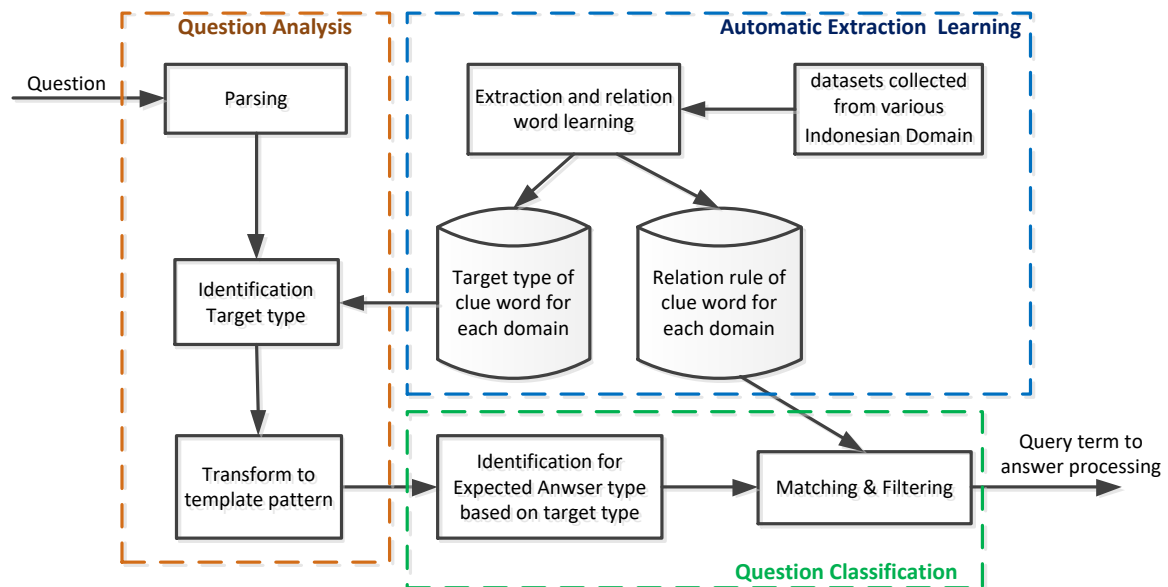 Question Analysis
Automatic Extraction  Learning
Question
Parsing
Extraction and relation
word learning
datasets collected
from various
Indonesian Domain
Identification
Target type
Target type of
clue word for
each domain
Relation rule of
clue word for
each domain
Transform to
template pattern
Identification for
Expected Anwser type
based on target type
Matching & Filtering
Query term to
answer processing
Question Classification